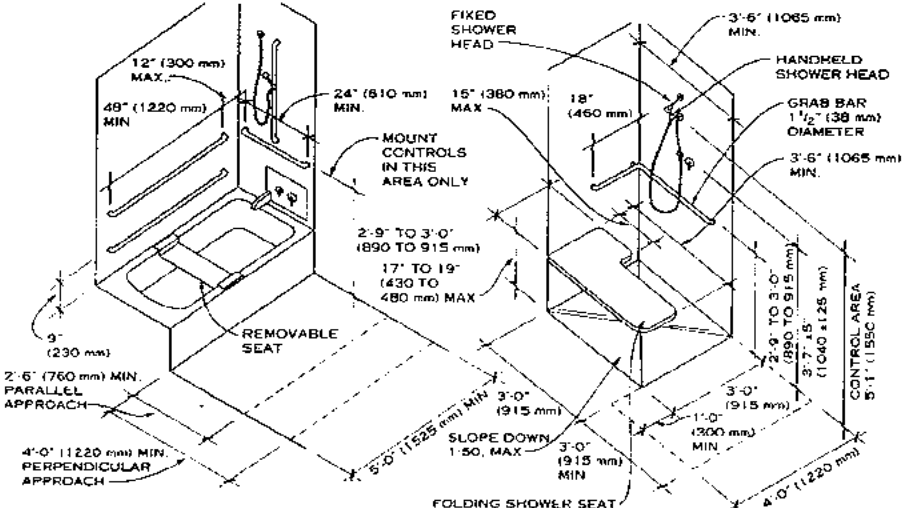 12" (300 mm)
MAX.
48" (1220 mm)
MIN
24" (610 mm)
MIN.
MOUNT
CONTROLS
IN THIS
AREA ONLY
2'-9" TO 3'-0"
(890 TO 915 mm)
17" TO 19"
(430 TO
480 mm) MAX
9"
(230 mm)
REMOVABLE
SEAT
2'-6" (760 mm) MIN.
PARALLEL
APPROACH
4'-0" (1220 mm) MIN.
PERPENDICULAR
APPROACH
5'-0" (1525 mm) MIN
FIXED
SHOWER
HEAD
15" (380 mm)
MAX
18"
(460 mm)
3'-6" (1065 mm)
MIN.
HANDHELD
SHOWER HEAD
GRAB BAR
1 1/2" (38 mm)
DIAMETER
3'-6" (1065 mm)
MIN.
2'-9" TO 3'-0"
(890 TO 915 mm)
3'-7" ±5"
(1040 ±125 mm)
CONTROL AREA
5'-1" (1550 mm)
3'-0"
(915 mm)
SLOPE DOWN
1:50, MAX
3'-0"
(915 mm)
MIN
3'-0"
(915 mm)
1'-0"
(300 mm)
MIN
4'-0" (1220 mm)
FOLDING SHOWER SEAT